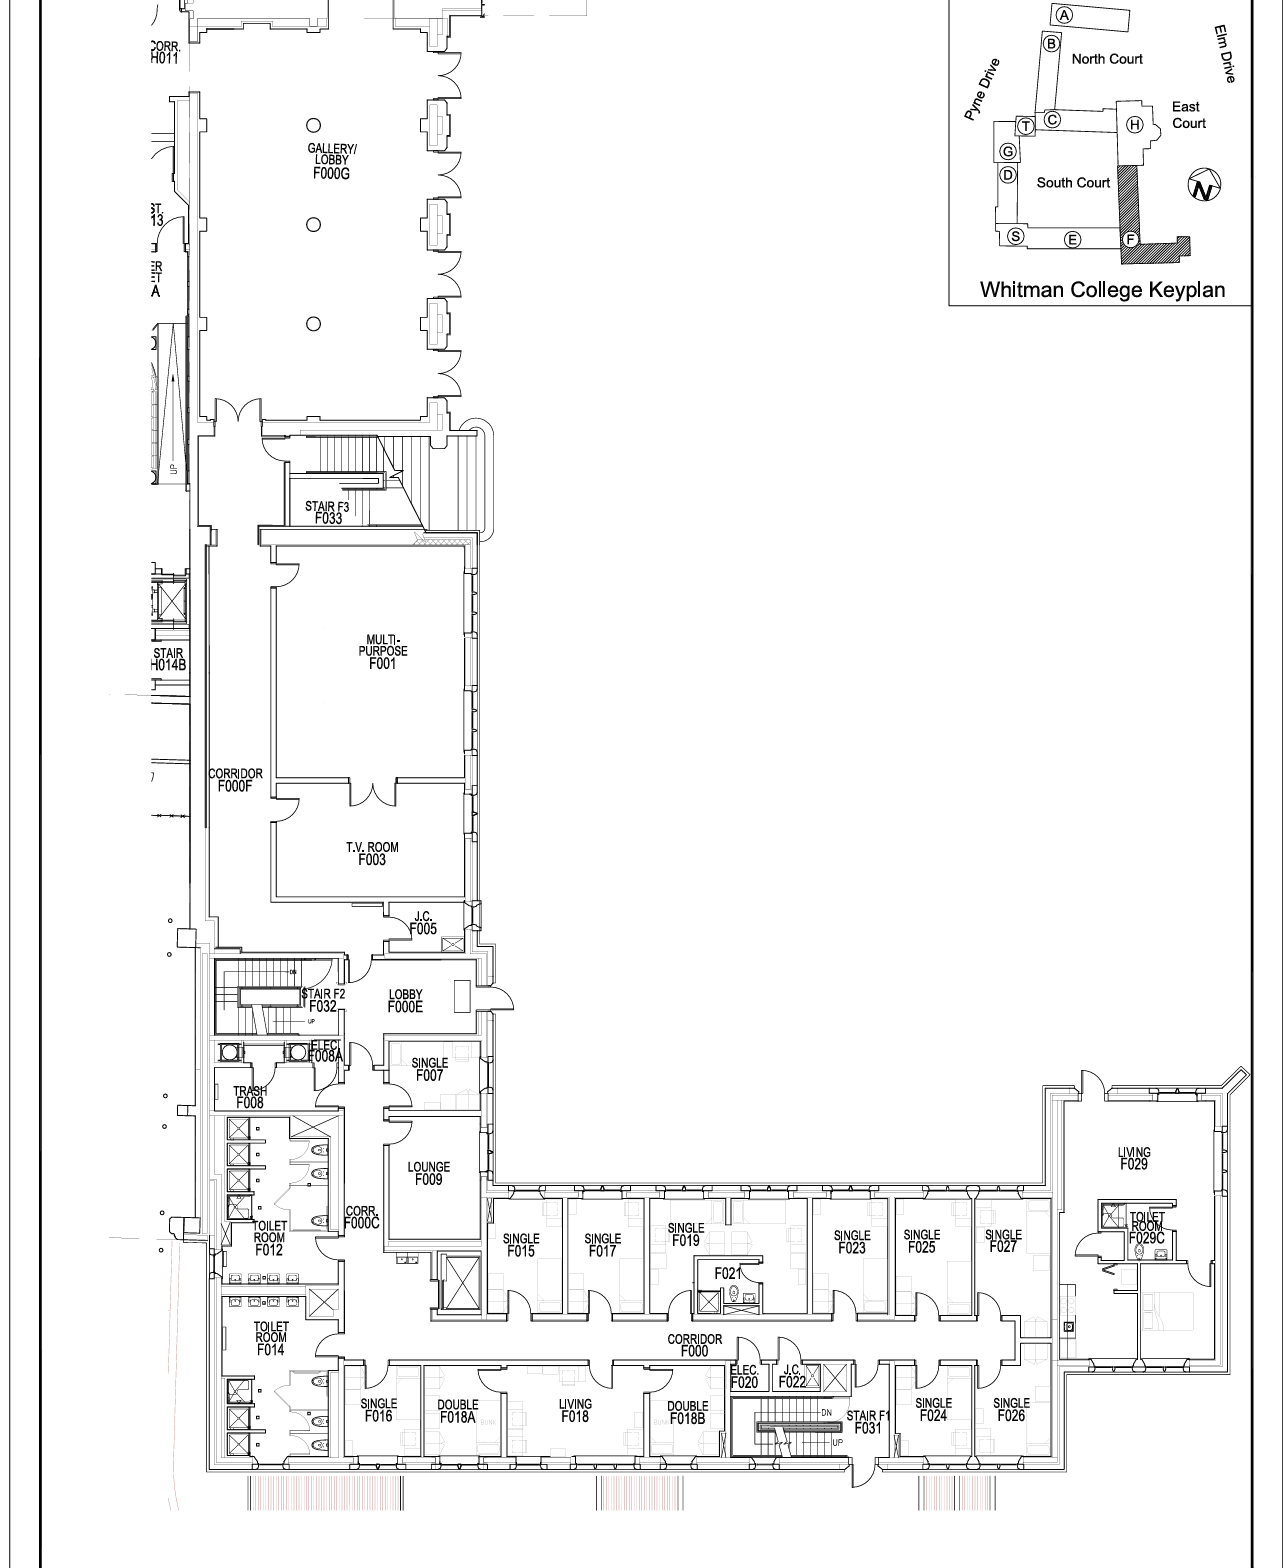 A
B
North Court
Elm Drive
Pyne Drive
C
East
Court
H
T
G
D
South Court
N
S
E
F
Whitman College Keyplan
CORR.
H011
GALLERY/
LOBBY
F000G
ST.
13
ER
ET
A
UP
STAIR F3
F033
STAIR
H014B
MULTI-
PURPOSE
F001
CORRIDOR
F000F
T.V. ROOM
F003
J.C.
F005
DN
STAIR F2
F032
UP
LOBBY
F000E
ELEC.
F008A
SINGLE
F007
TRASH
F008
LOUNGE
F009
CORR.
F000C
TOILET
ROOM
F012
SINGLE
F015
SINGLE
F017
SINGLE
F019
F021
SINGLE
F023
SINGLE
F025
SINGLE
F027
LIVING
F029
TOILET
ROOM
F029C
TOILET
ROOM
F014
CORRIDOR
F000
SINGLE
F016
DOUBLE
F018A
BUNK
LIVING
F018
DOUBLE
F018B
BUNK
ELEC.
F020
J.C.
F022
DN
UP
STAIR F1
F031
SINGLE
F024
SINGLE
F026